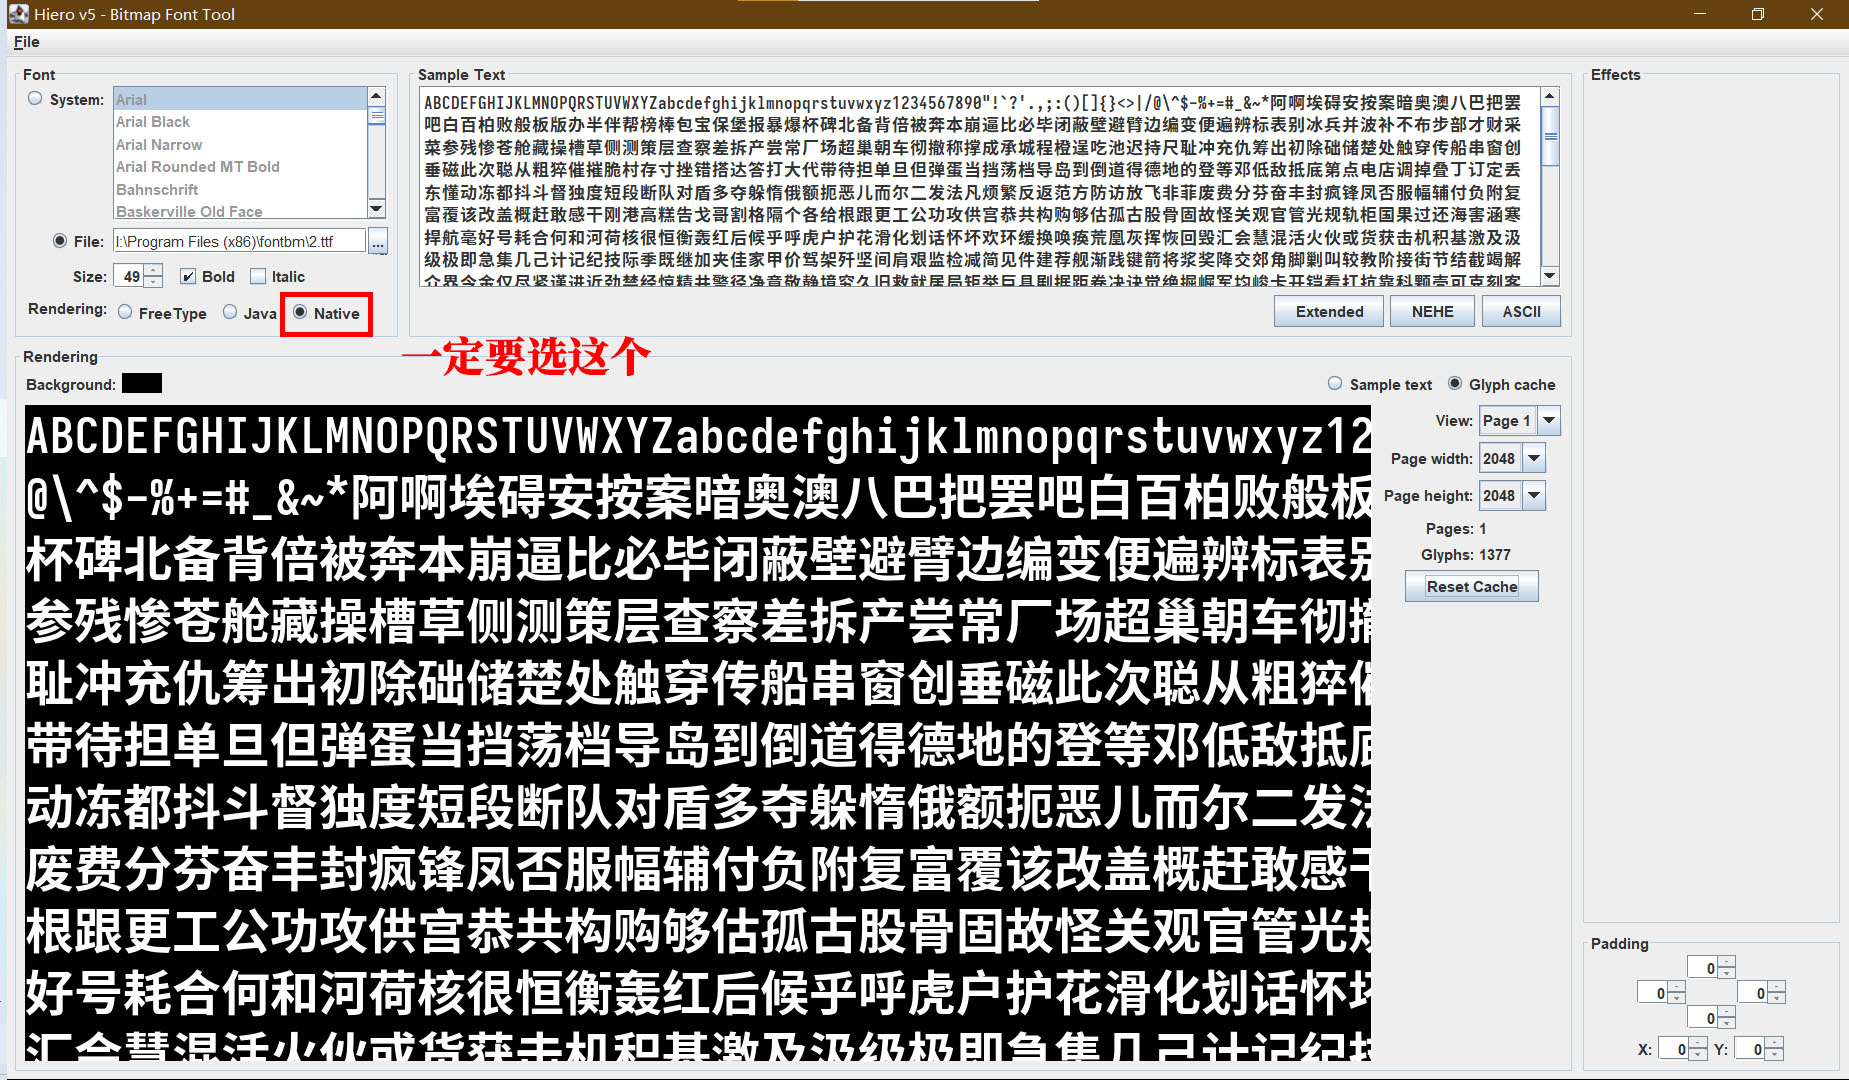 Hiero v5 - Bitmap Font Tool
File
Font
System:
Arial
Arial Black
Arial Narrow
Arial Rounded MT Bold
Bahnschrift
Baskerville Old Face
File:
I:\Program Files (x86)\fontbm\2.ttf
...
Size: 49 Bold Italic
Rendering: FreeType Java Native
一定要选这个
Sample Text
ABCDEFGHIJKLMNOPQRSTUVWXYZabcdefghijklmnopqrstuvwxyz1234567890"!`?'.,;:()[]{}<>|/@\^$-%+=#_&~*阿啊埃碍安按案暗奥澳八巴把罢
吧白百柏败般板版办半伴帮榜棒包宝保堡报暴爆杯碑北备背倍被奔本崩逼比必毕闭蔽壁避臂边编变便遍辨标表别冰兵并波补不布步部才财采
菜参残惨苍舱藏操槽草侧测策层查察差拆产尝常厂场超巢朝车彻撤称撑成承城程橙逞吃池迟持尺耻冲充仇筹出初除础储楚处触穿传船串窗创
垂磁此次聪从粗猝催摧脆村存寸挫错搭达答打大代带待担单旦但弹蛋当挡荡档导岛到倒道得德地的登等邓低敌抵底第点电店调掉叠丁订定丢
东懂动冻都抖斗督独度短段断队对盾多夺躲惰俄额扼恶儿而尔二发法凡烦繁反返范方防访放飞非菲废费分芬奋丰封疯锋凤否服幅辅付负附复
富覆该改盖概赶敢感干刚港高糕告戈哥割格隔个各给根跟更工公功攻供宫恭共构购够估孤古股骨固故怪关观官管光规轨柜国果过还海害涵寒
捍航毫好号耗合何和河荷核很恒衡轰红后候乎呼虎户护花滑化划话怀坏欢环缓换唤痪荒凰灰挥恢回毁汇会慧混活火伙或货获击机积基激及汲
级极即急集几己计记纪技际季既继加夹佳家甲价驾架歼坚间肩艰监检减简见件建荐舰渐践键箭将浆奖降交郊角脚剿叫较教阶接街节结截竭解
Extended NEHE ASCII
Rendering
Background:
Sample text Glyph cache
ABCDEFGHIJKLMNOPQRSTUVWXYZabcdefghijklmnopqrstuvwxyz12
@\^$-%+=#_&~*阿啊埃碍安按案暗奥澳八巴把罢吧白百柏败般板
杯碑北备背倍被奔本崩逼比必毕闭蔽壁避臂边编变便遍辨标表别
参残惨苍舱藏操槽草侧测策层查察差拆产尝常厂场超巢朝车彻撤
耻冲充仇筹出初除础储楚处触穿传船串窗创垂磁此次聪从粗猝催
带待担单旦但弹蛋当挡荡档导岛到倒道得德地的登等邓低敌抵底
动冻都抖斗督独度短段断队对盾多夺躲惰俄额扼恶儿而尔二发法
废费分芬奋丰封疯锋凤否服幅辅付负附复富覆该改盖概赶敢感干
根跟更工公功攻供宫恭共构购够估孤古股骨固故怪关观官管光规
好号耗合何和河荷核很恒衡轰红后候乎呼虎户护花滑化划话怀坏
汇会慧混活火伙或货获击机积基激及汲级极即急集几己计记纪技
View: Page 1
Page width: 2048
Page height: 2048
Pages: 1
Glyphs: 1377
Reset Cache
Effects
Padding
0
0 0
0
X: 0 Y: 0